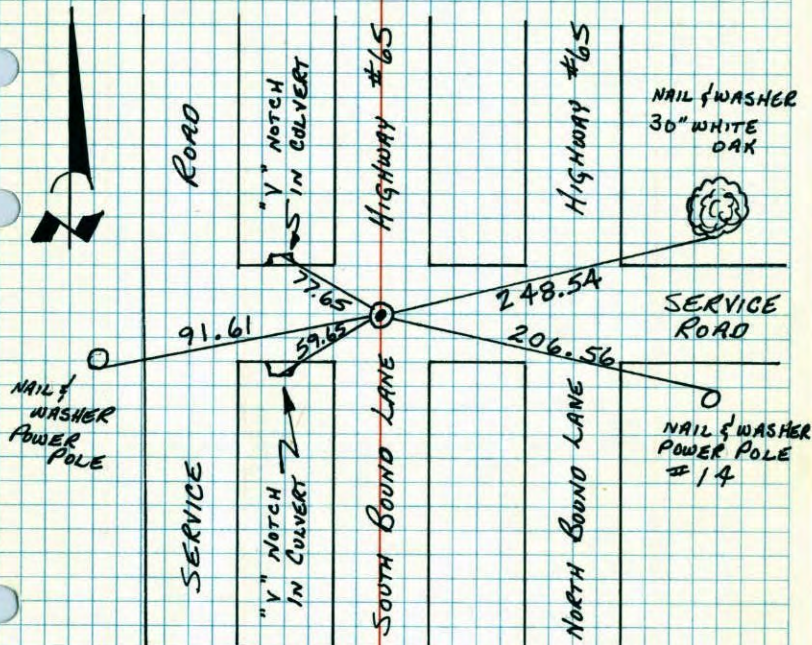 ROAD
"V" NOTCH
IN CULVERT
HIGHWAY #65
HIGHWAY #65
NAIL & WASHER
30" WHITE
OAK
77.65
248.54
SERVICE
ROAD
91.61
59.65
206.56
NAIL &
WASHER
POWER
POLE
NAIL & WASHER
POWER POLE
#14
SERVICE
"V" NOTCH
IN CULVERT
SOUTH BOUND LANE
NORTH BOUND LANE